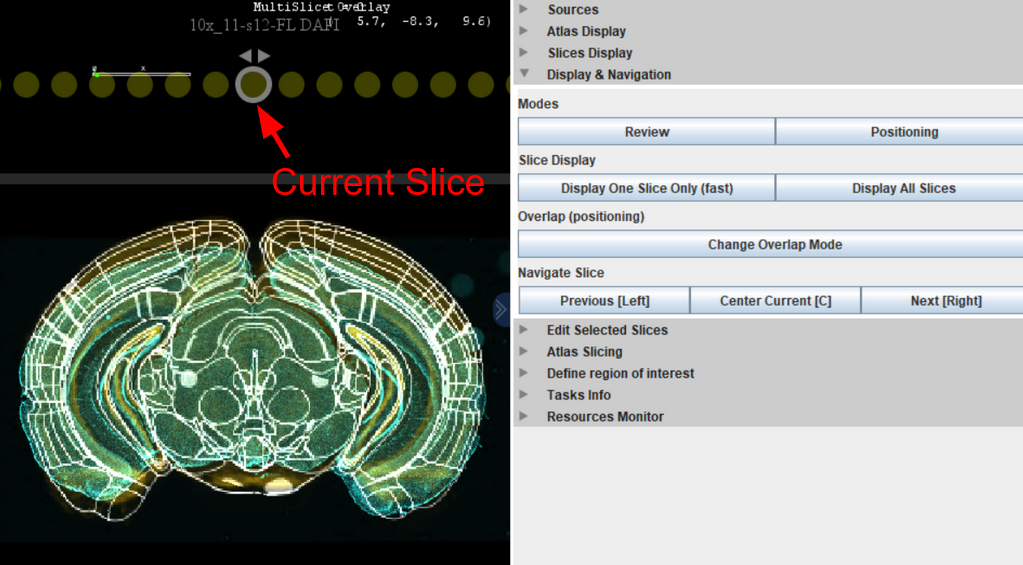 MultiSlice Overlay
5.7, -8.3, 9.6)
10x_11-s12-FL DAPI
x
Current Slice
Sources
Atlas Display
Slices Display
Display & Navigation
Modes
Review Positioning
Slice Display
Display One Slice Only (fast) Display All Slices
Overlap (positioning)
Change Overlap Mode
Navigate Slice
Previous [Left] Center Current [C] Next [Right]
Edit Selected Slices
Atlas Slicing
Define region of interest
Tasks Info
Resources Monitor